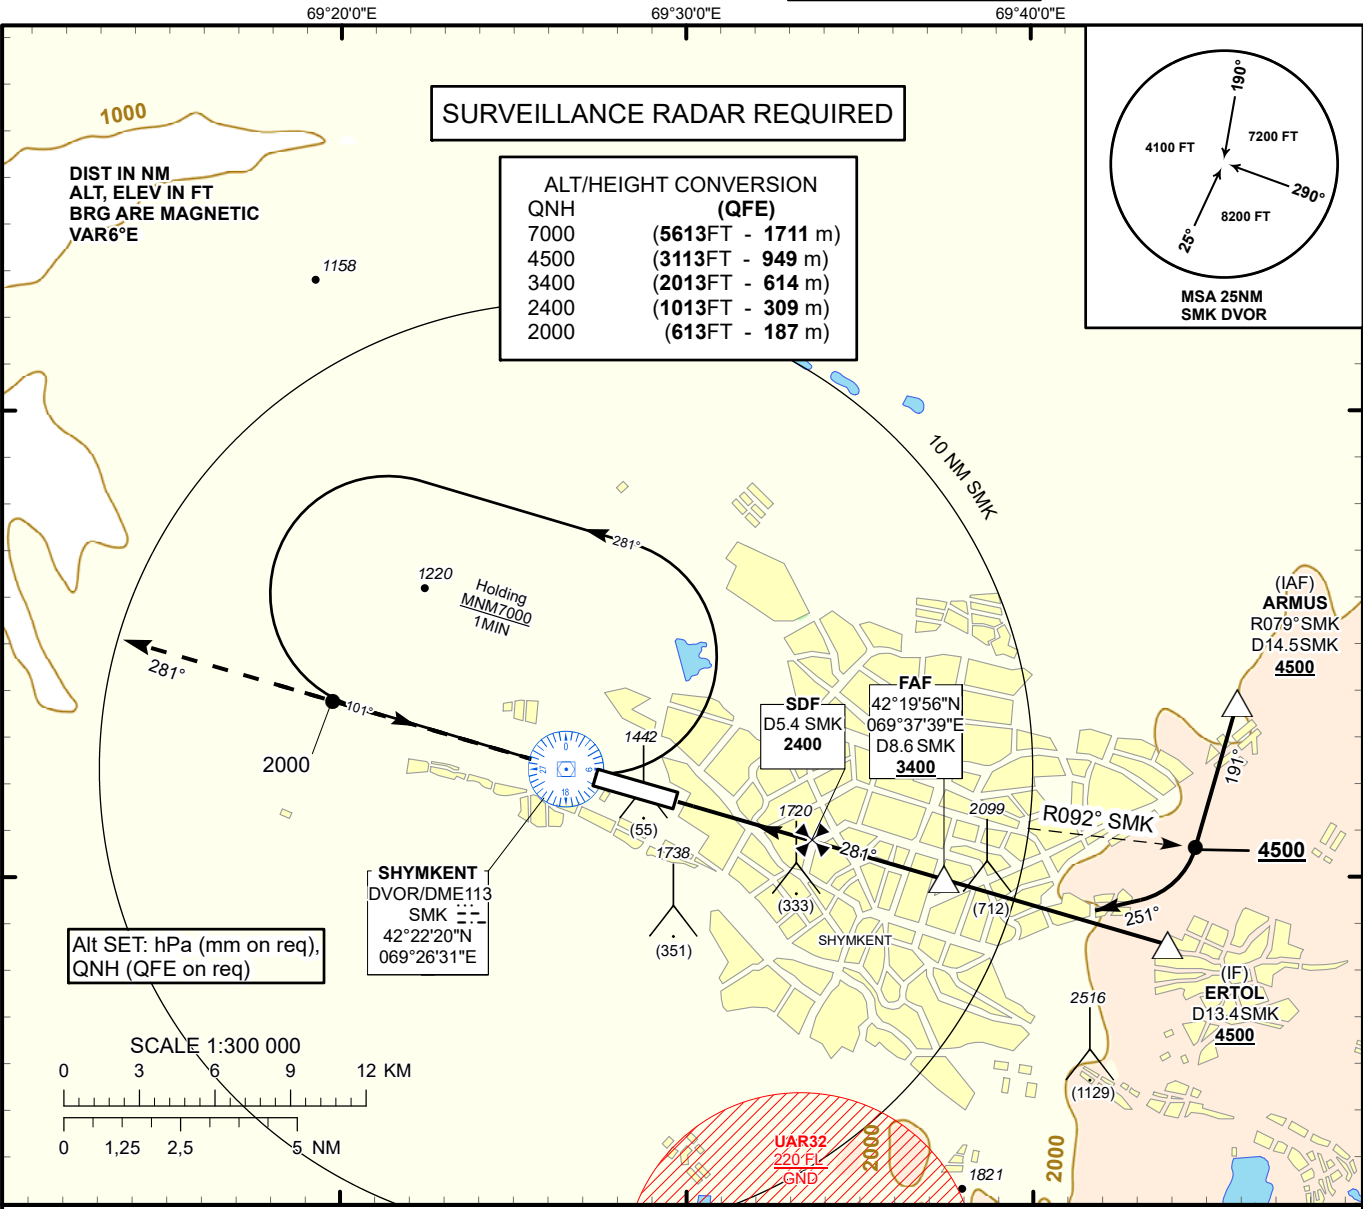 69°20'0"E
69°30'0"E
69°40'0"E
1000
SURVEILLANCE RADAR REQUIRED
DIST IN NM
ALT, ELEV IN FT
BRG ARE MAGNETIC
VAR6°E
ALT/HEIGHT CONVERSION
QNH (QFE)
7000 (5613FT - 1711 m)
4500 (3113FT - 949 m)
3400 (2013FT - 614 m)
2400 (1013FT - 309 m)
2000 (613FT - 187 m)
190°
4100 FT
7200 FT
290°
8200 FT
25°
MSA 25NM
SMK DVOR
1158
10 NM SMK
281°
1220
Holding
MNM7000
1MIN
(IAF)
ARMUS
R079°SMK
D14.5SMK
4500
281°
101°
2000
1442
(55)
SDF
D5.4 SMK
2400
FAF
42°19'56"N
069°37'39"E
D8.6 SMK
3400
191°
0
9
18
27
1720
(333)
281°
2099
(712)
R092° SMK
4500
1738
(351)
251°
SHYMKENT
DVOR/DME113
SMK
42°22'20"N
069°26'31"E
SHYMKENT
Alt SET: hPa (mm on req),
QNH (QFE on req)
(IF)
ERTOL
D13.4SMK
4500
2516
(1129)
SCALE 1:300 000
0 3 6 9 12 KM
0 1,25 2,5 5 NM
UAR32
220 FL
GND
2000
2000
1821